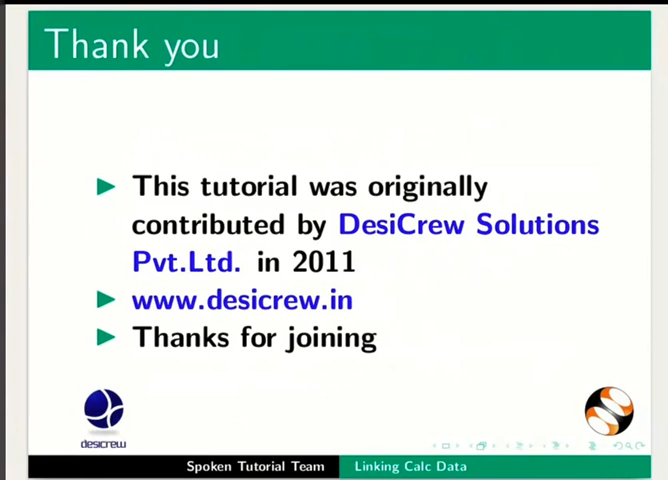 Thank you
This tutorial was originally
contributed by DesiCrew Solutions
Pvt.Ltd. in 2011
www.desicrew.in
Thanks for joining
desicrew
Spoken Tutorial Team
Linking Calc Data